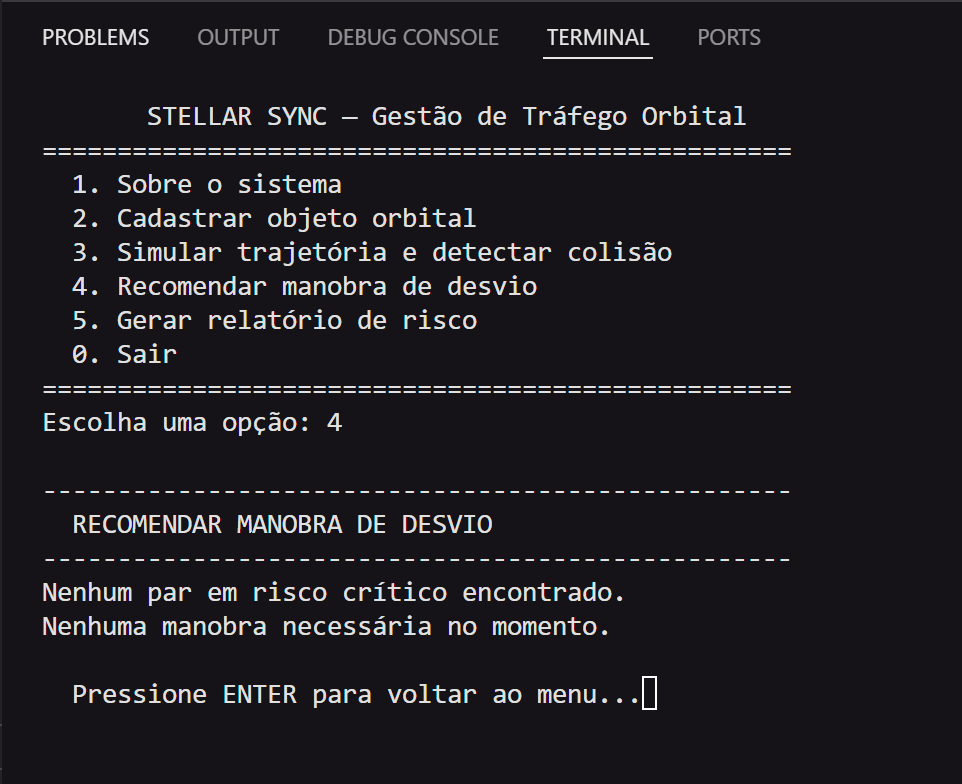 PROBLEMS OUTPUT DEBUG CONSOLE TERMINAL PORTS
STELLAR SYNC — Gestão de Tráfego Orbital
==================================================
1. Sobre o sistema
2. Cadastrar objeto orbital
3. Simular trajetória e detectar colisão
4. Recomendar manobra de desvio
5. Gerar relatório de risco
0. Sair
==================================================
Escolha uma opção: 4
--------------------------------------------------
RECOMENDAR MANOBRA DE DESVIO
--------------------------------------------------
Nenhum par em risco crítico encontrado.
Nenhuma manobra necessária no momento.
Pressione ENTER para voltar ao menu...